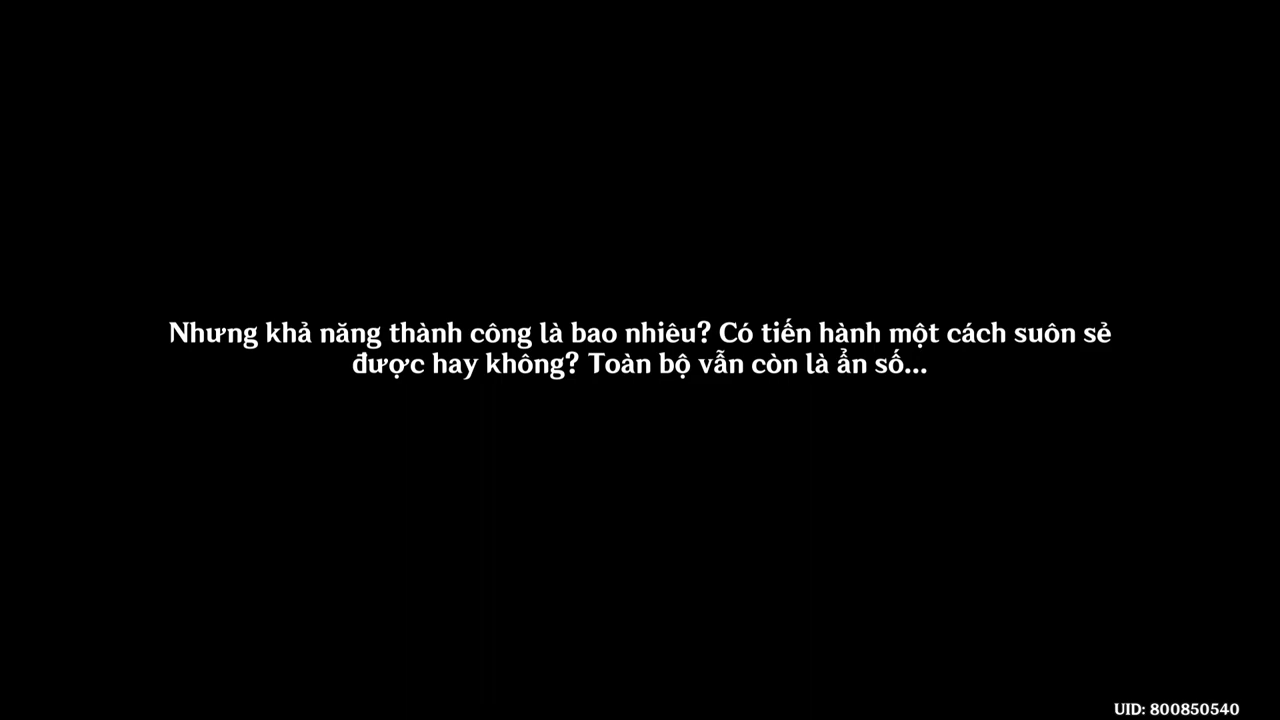 Nhưng khả năng thành công là bao nhiêu? Có tiến hành một cách suôn sẻ
được hay không? Toàn bộ vẫn còn là ẩn số...
UID: 800850540